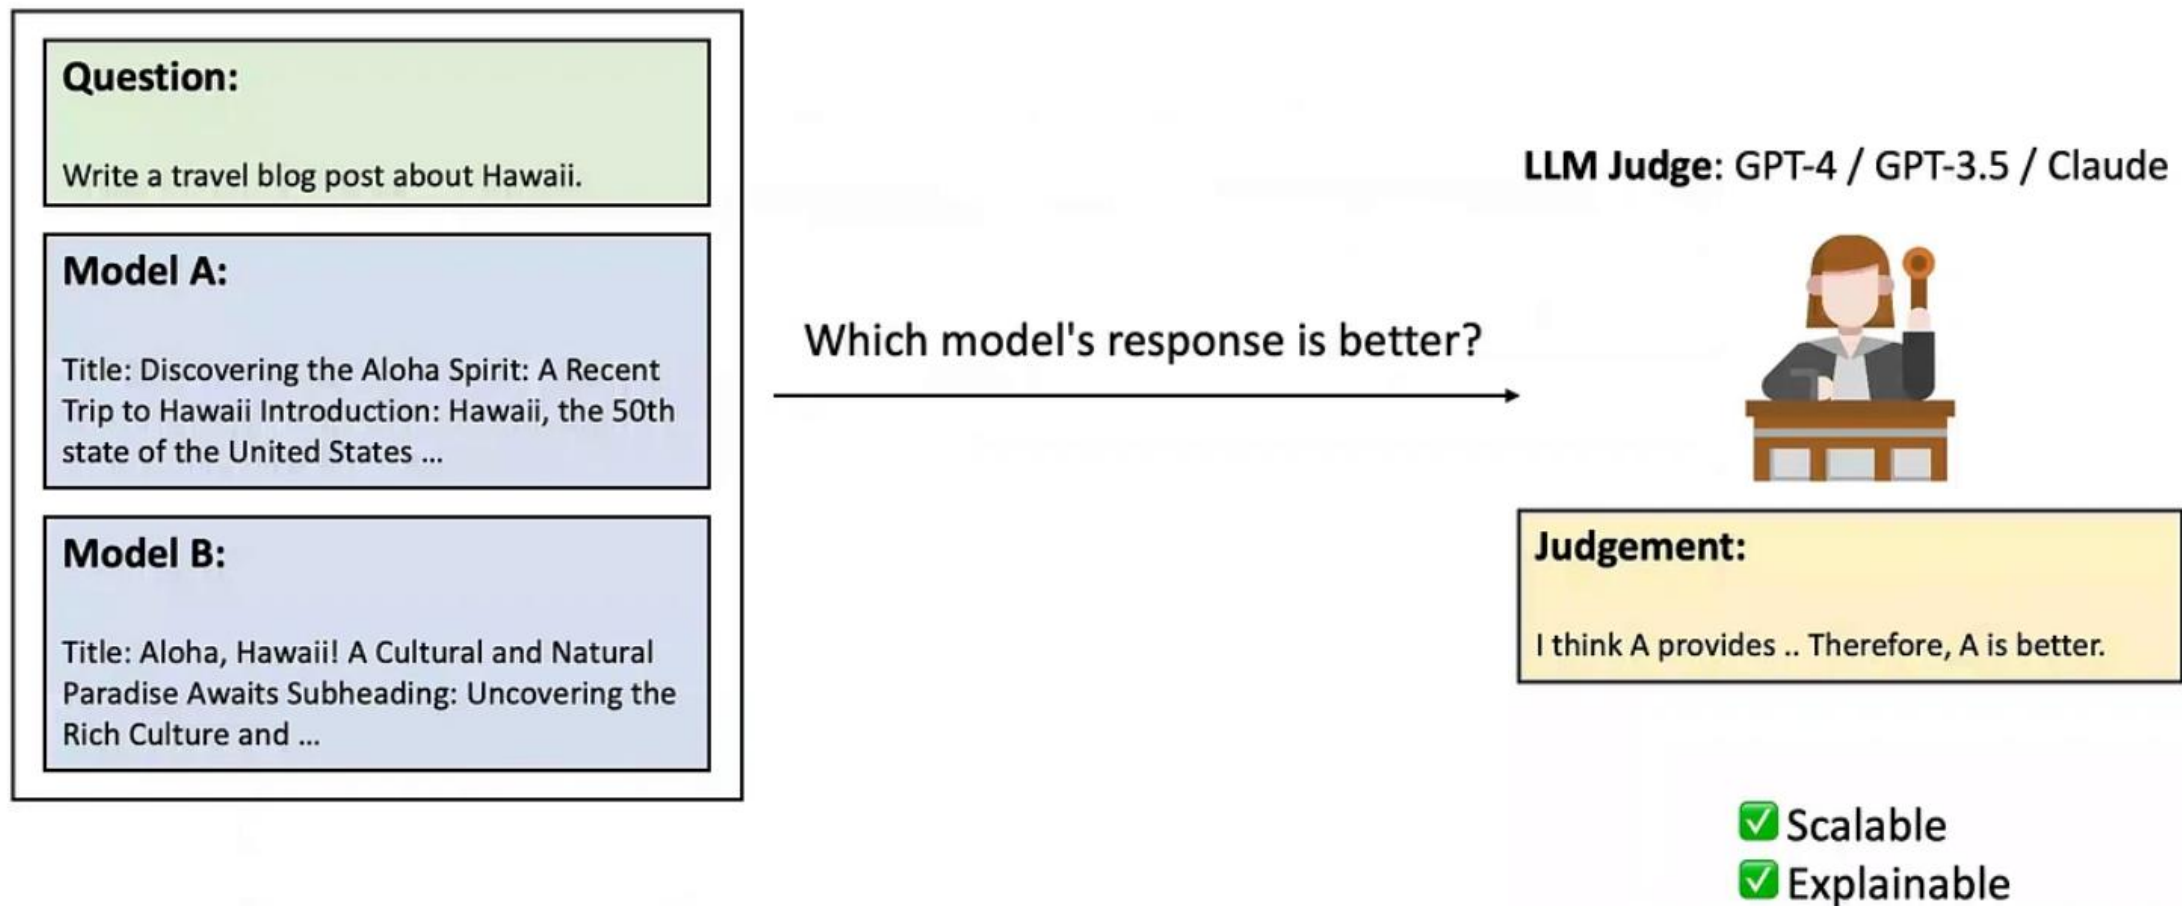 Question:
Write a travel blog post about Hawaii.
Model A:
Title: Discovering the Aloha Spirit: A Recent
Trip to Hawaii Introduction: Hawaii, the 50th
state of the United States ...
Model B:
Title: Aloha, Hawaii! A Cultural and Natural
Paradise Awaits Subheading: Uncovering the
Rich Culture and ...
Which model's response is better?
LLM Judge: GPT-4 / GPT-3.5 / Claude
Judgement:
I think A provides .. Therefore, A is better.
✅ Scalable
✅ Explainable